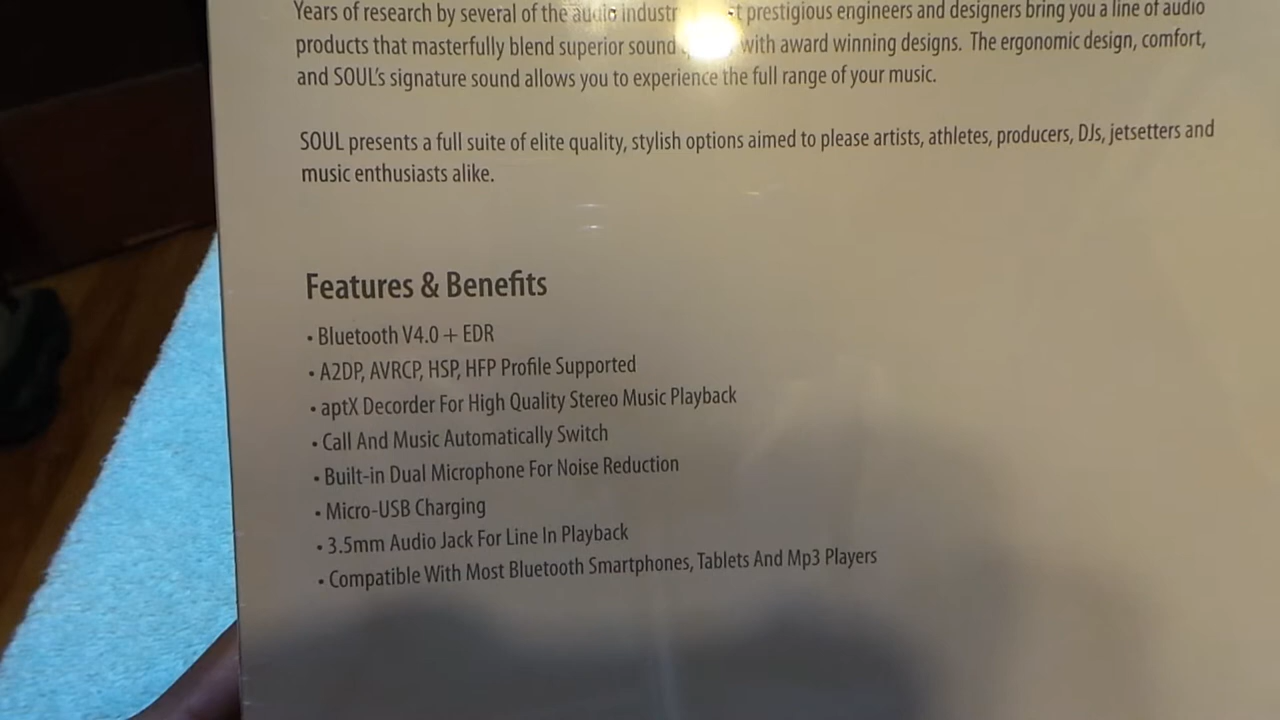 Years of research by several of the audio industr t prestigious engineers and designers bring you a line of audio
products that masterfully blend superior sound with award winning designs. The ergonomic design, comfort,
and SOUL's signature sound allows you to experience the full range of your music.
SOUL presents a full suite of elite quality, stylish options aimed to please artists, athletes, producers, DJs, jetsetters and
music enthusiasts alike.
Features & Benefits
• Bluetooth V4.0 + EDR
• A2DP, AVRCP, HSP, HFP Profile Supported
• aptX Decorder For High Quality Stereo Music Playback
• Call And Music Automatically Switch
• Built-in Dual Microphone For Noise Reduction
• Micro-USB Charging
• 3.5mm Audio Jack For Line In Playback
• Compatible With Most Bluetooth Smartphones, Tablets And Mp3 Players